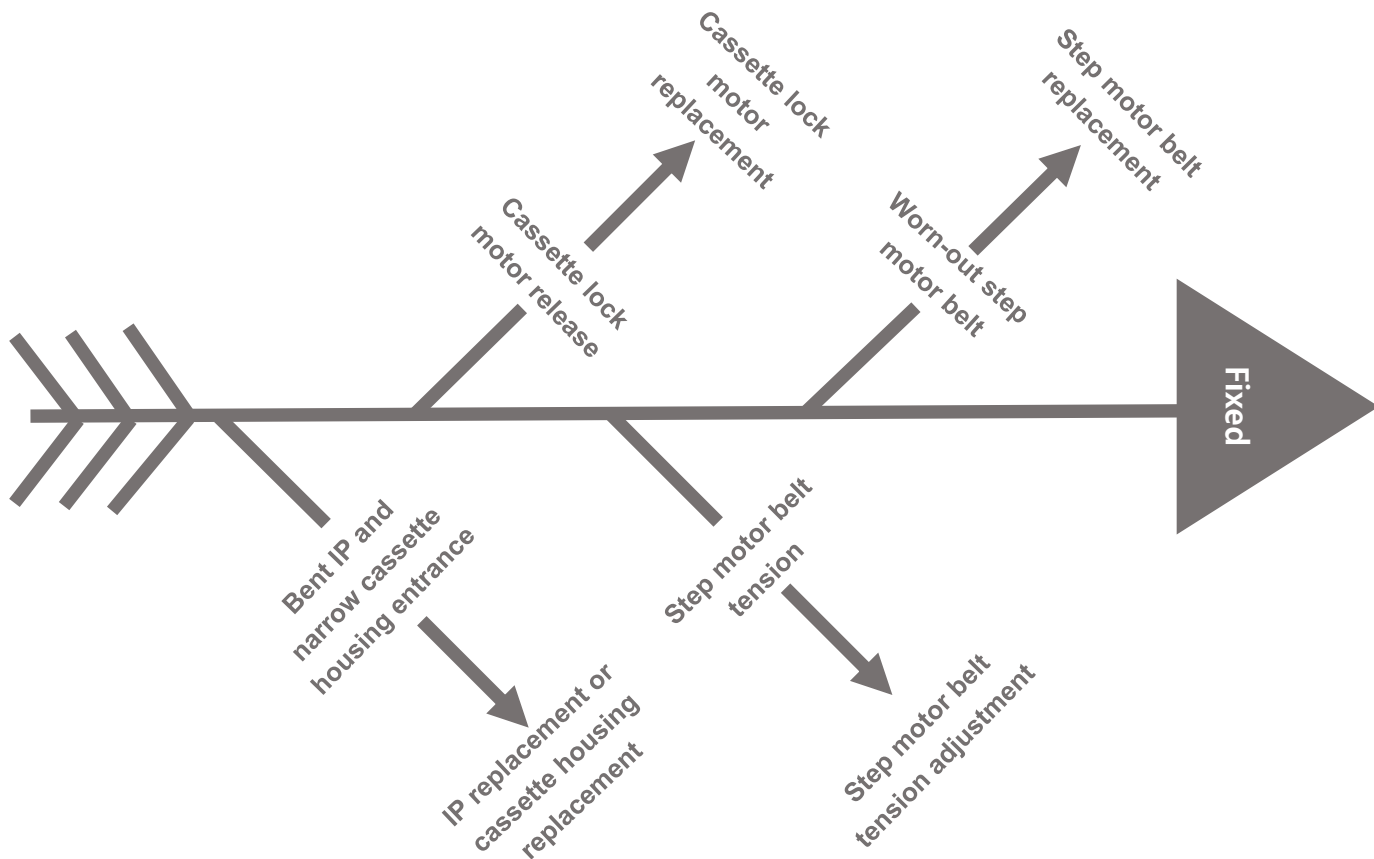 Cassette lock
motor
replacement
Step motor belt
replacement
Cassette lock
motor release
Worn-out step
motor belt
Fixed
Bent IP and
narrow cassette
housing entrance
Step motor belt
tension
IP replacement or
cassette housing
replacement
Step motor belt
tension adjustment